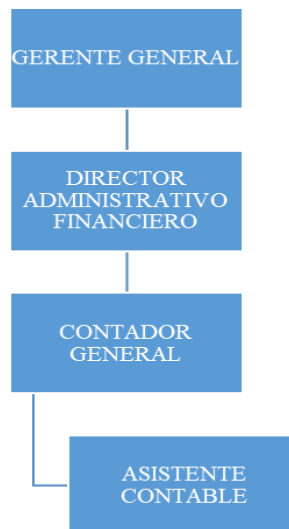 GERENTE GENERAL
DIRECTOR
ADMINISTRATIVO
FINANCIERO
CONTADOR
GENERAL
ASISTENTE
CONTABLE